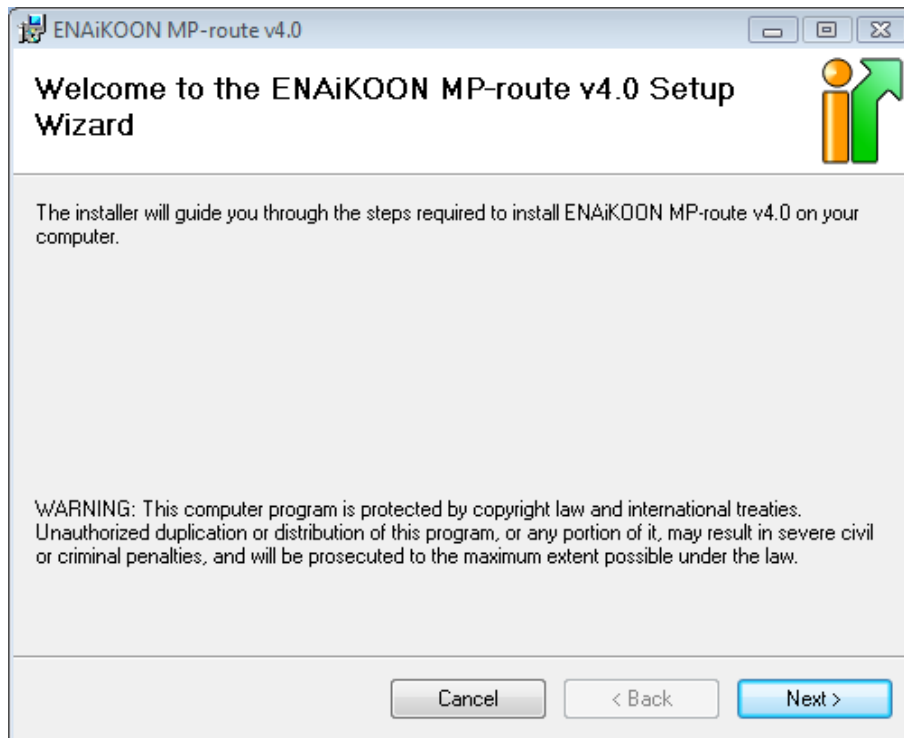 ENAiKOON MP-route v4.0
Welcome to the ENAiKOON MP-route v4.0 Setup
Wizard
The installer will guide you through the steps required to install ENAiKOON MP-route v4.0 on your
computer.
WARNING: This computer program is protected by copyright law and international treaties.
Unauthorized duplication or distribution of this program, or any portion of it, may result in severe civil
or criminal penalties, and will be prosecuted to the maximum extent possible under the law.
Cancel < Back Next >